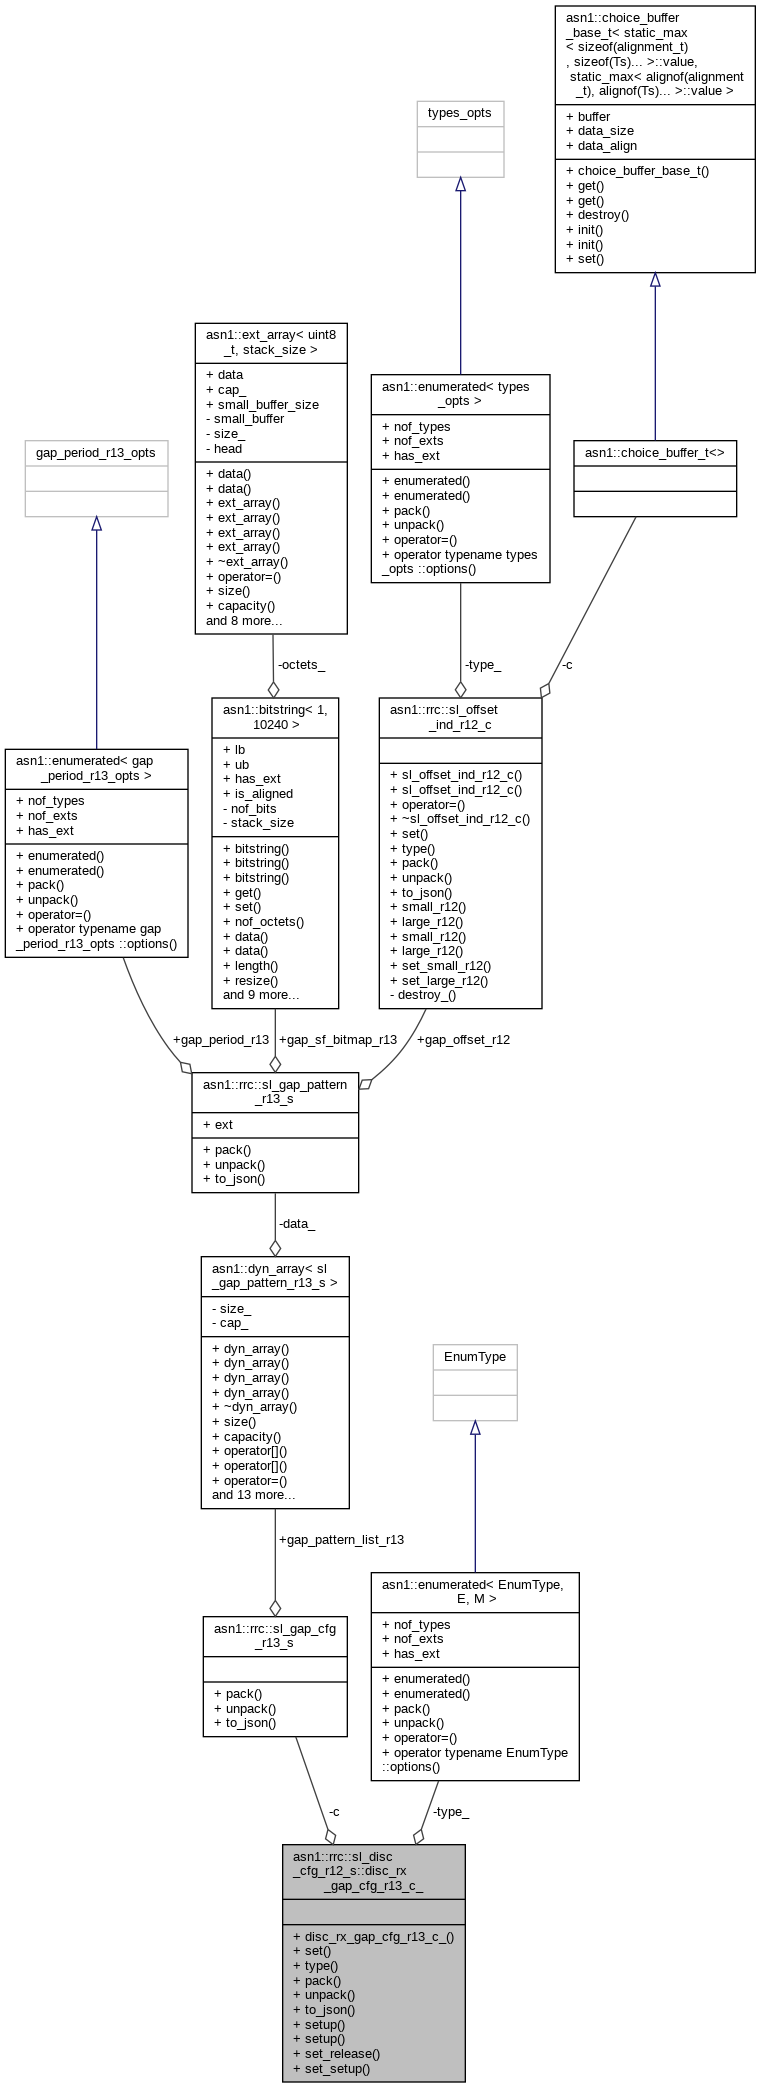 asn1::choice_buffer
_base_t< static_max
< sizeof(alignment_t)
, sizeof(Ts)... >::value,
static_max< alignof(alignment
_t), alignof(Ts)... >::value >
+ buffer
+ data_size
+ data_align
+ choice_buffer_base_t()
+ get()
+ get()
+ destroy()
+ init()
+ init()
+ set()
types_opts
asn1::ext_array< uint8
_t, stack_size >
+ data
+ cap_
+ small_buffer_size
- small_buffer
- size_
- head
+ data()
+ data()
+ ext_array()
+ ext_array()
+ ext_array()
+ ext_array()
+ ~ext_array()
+ operator=()
+ size()
+ capacity()
and 8 more...
asn1::enumerated< types
_opts >
+ nof_types
+ nof_exts
+ has_ext
+ enumerated()
+ enumerated()
+ pack()
+ unpack()
+ operator=()
+ operator typename types
_opts ::options()
asn1::choice_buffer_t<>
gap_period_r13_opts
-octets_
-type_
-c
asn1::enumerated< gap
_period_r13_opts >
+ nof_types
+ nof_exts
+ has_ext
+ enumerated()
+ enumerated()
+ pack()
+ unpack()
+ operator=()
+ operator typename gap
_period_r13_opts ::options()
asn1::bitstring< 1,
10240 >
+ lb
+ ub
+ has_ext
+ is_aligned
- nof_bits
- stack_size
+ bitstring()
+ bitstring()
+ bitstring()
+ get()
+ set()
+ nof_octets()
+ data()
+ data()
+ length()
+ resize()
and 9 more...
asn1::rrc::sl_offset
_ind_r12_c
+ sl_offset_ind_r12_c()
+ sl_offset_ind_r12_c()
+ operator=()
+ ~sl_offset_ind_r12_c()
+ set()
+ type()
+ pack()
+ unpack()
+ to_json()
+ small_r12()
+ large_r12()
+ small_r12()
+ large_r12()
+ set_small_r12()
+ set_large_r12()
- destroy_()
+gap_period_r13
+gap_sf_bitmap_r13
+gap_offset_r12
asn1::rrc::sl_gap_pattern
_r13_s
+ ext
+ pack()
+ unpack()
+ to_json()
-data_
asn1::dyn_array< sl
_gap_pattern_r13_s >
- size_
- cap_
+ dyn_array()
+ dyn_array()
+ dyn_array()
+ dyn_array()
+ ~dyn_array()
+ size()
+ capacity()
+ operator[]()
+ operator[]()
+ operator=()
and 13 more...
EnumType
+gap_pattern_list_r13
asn1::rrc::sl_gap_cfg
_r13_s
+ pack()
+ unpack()
+ to_json()
asn1::enumerated< EnumType,
E, M >
+ nof_types
+ nof_exts
+ has_ext
+ enumerated()
+ enumerated()
+ pack()
+ unpack()
+ operator=()
+ operator typename EnumType
::options()
-c
-type_
asn1::rrc::sl_disc
_cfg_r12_s::disc_rx
_gap_cfg_r13_c_
+ disc_rx_gap_cfg_r13_c_()
+ set()
+ type()
+ pack()
+ unpack()
+ to_json()
+ setup()
+ setup()
+ set_release()
+ set_setup()